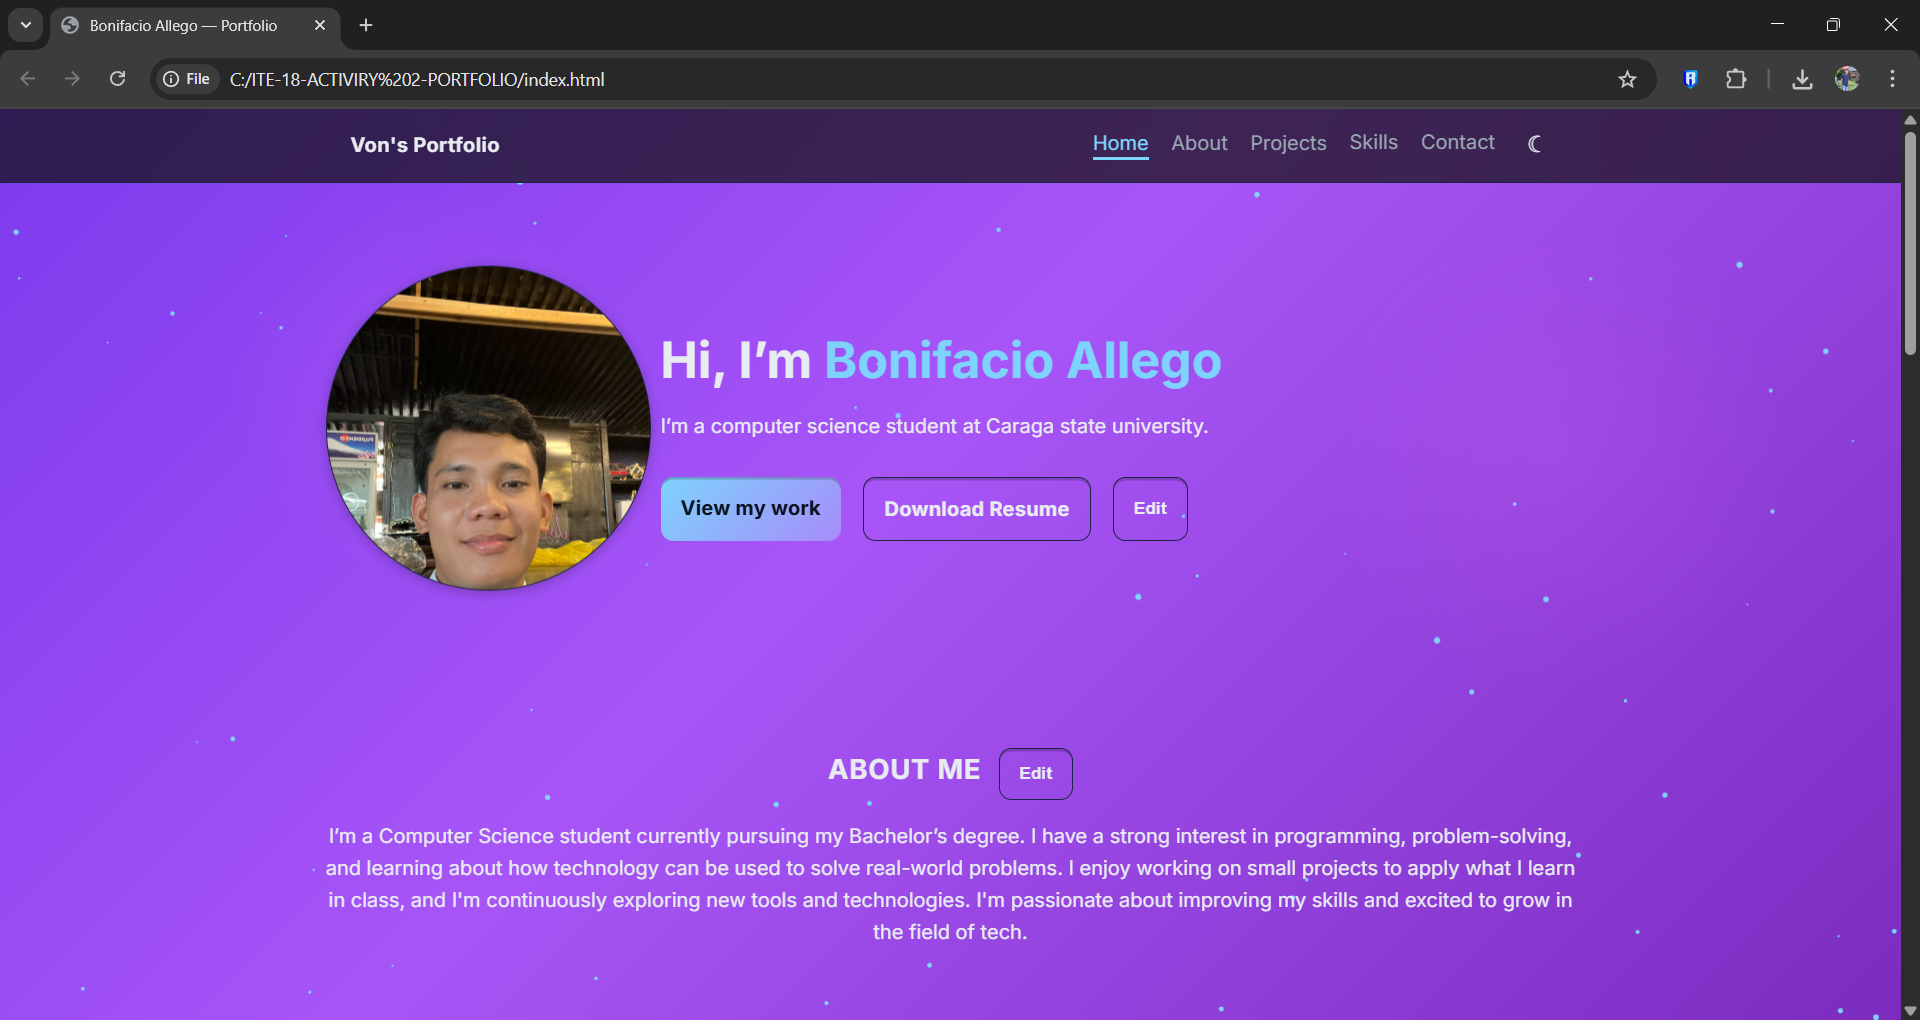 Bonifacio Allego — Portfolio
File C:/ITE-18-ACTIVIRY%202-PORTFOLIO/index.html
Von's Portfolio
Home About Projects Skills Contact
Hi, I’m Bonifacio Allego
I’m a computer science student at Caraga state university.
View my work Download Resume Edit
ABOUT ME Edit
I’m a Computer Science student currently pursuing my Bachelor’s degree. I have a strong interest in programming, problem-solving,
and learning about how technology can be used to solve real-world problems. I enjoy working on small projects to apply what I learn
in class, and I'm continuously exploring new tools and technologies. I'm passionate about improving my skills and excited to grow in
the field of tech.